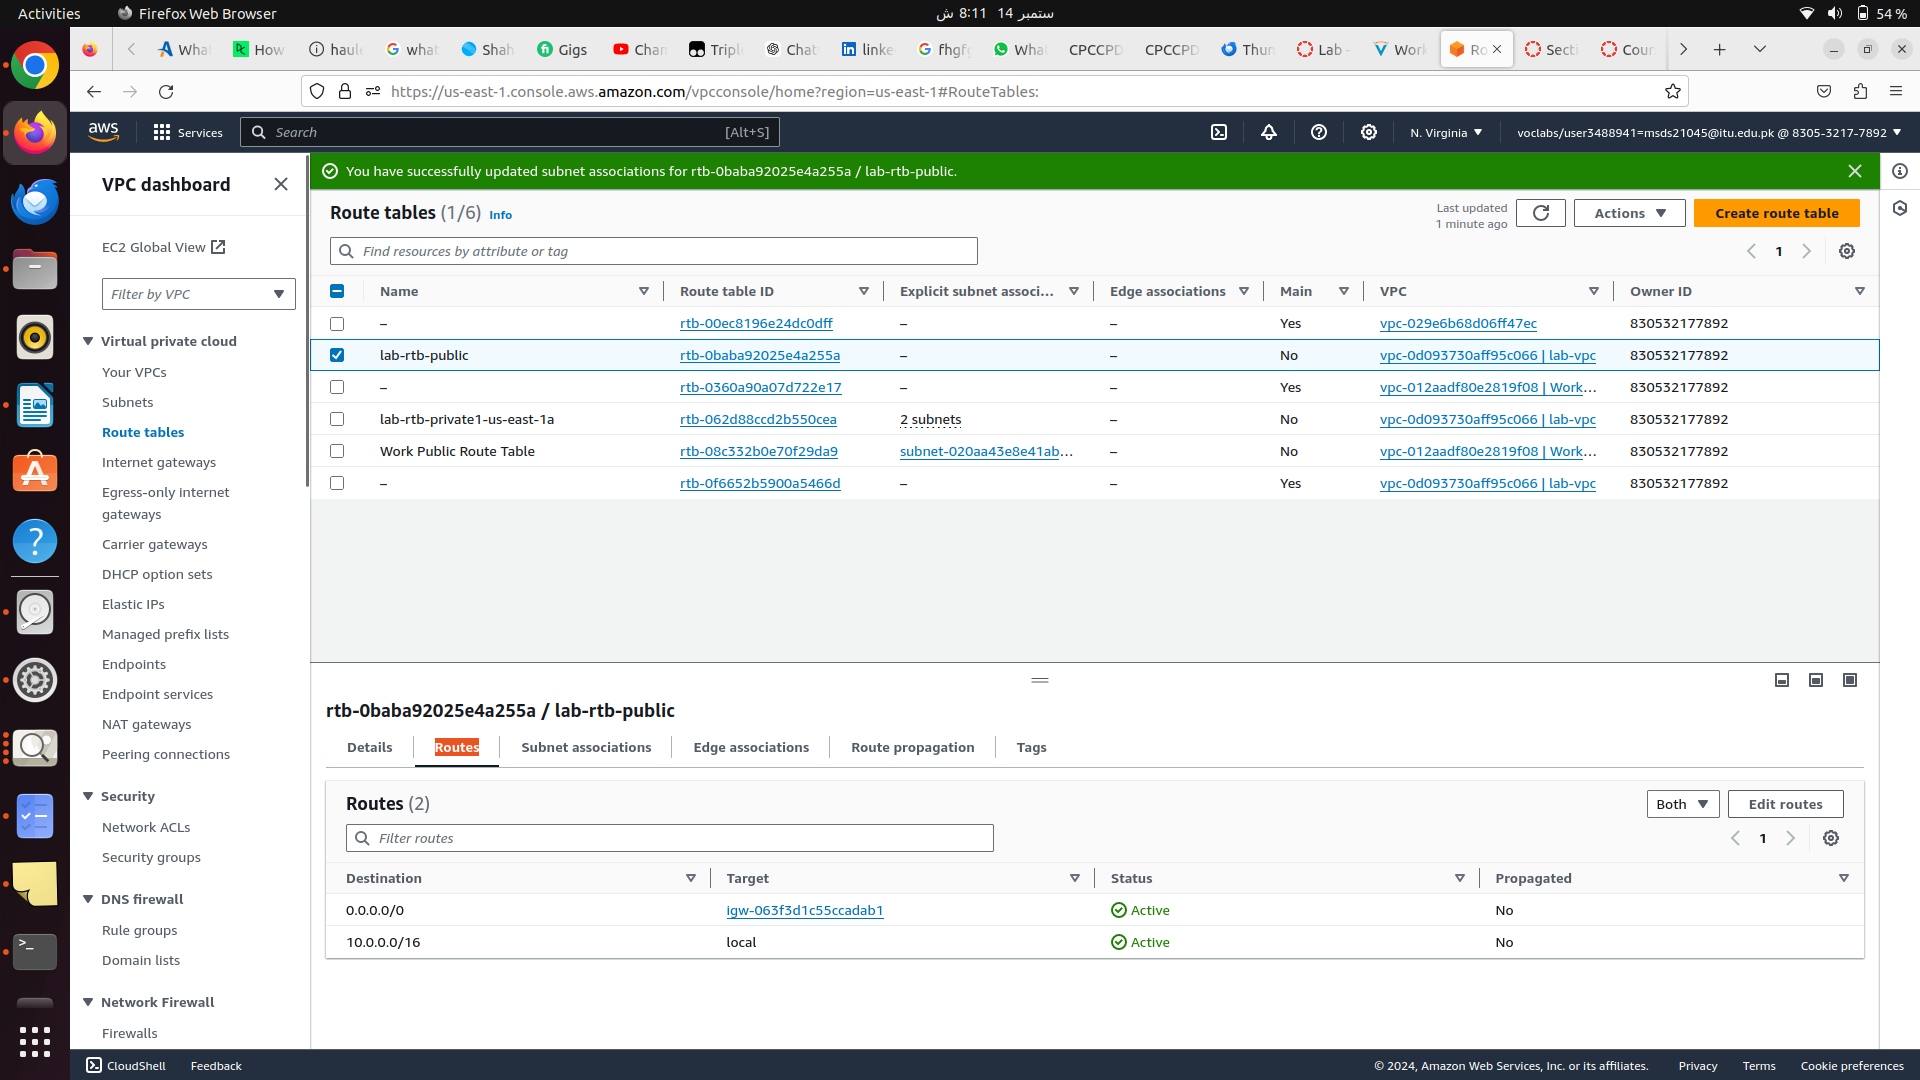 Activities
Firefox Web Browser
ستمبر 14 8:11 ش
54 %
What
How
haul
what
Shah
Gigs
Chan
Tripl
Chat
linke
fhgfg
What
CPCCPD
CPCCPD
Thun
Lab -
Work
Ro
Secti
Cour
https://us-east-1.console.aws.amazon.com/vpcconsole/home?region=us-east-1#RouteTables:
aws
Services
Search
[Alt+S]
N. Virginia
voclabs/user3488941=msds21045@itu.edu.pk @ 8305-3217-7892
VPC dashboard
EC2 Global View
Filter by VPC
Virtual private cloud
Your VPCs
Subnets
Route tables
Internet gateways
Egress-only internet
gateways
Carrier gateways
DHCP option sets
Elastic IPs
Managed prefix lists
Endpoints
Endpoint services
NAT gateways
Peering connections
Security
Network ACLs
Security groups
DNS firewall
Rule groups
Domain lists
Network Firewall
Firewalls
You have successfully updated subnet associations for rtb-0baba92025e4a255a / lab-rtb-public.
Route tables (1/6) Info
Last updated
1 minute ago
Actions
Create route table
Find resources by attribute or tag
1
Name Route table ID Explicit subnet associ... Edge associations Main VPC Owner ID
– rtb-00ec8196e24dc0dff – – Yes vpc-029e6b68d06ff47ec 830532177892
lab-rtb-public rtb-0baba92025e4a255a – – No vpc-0d093730aff95c066 | lab-vpc 830532177892
– rtb-0360a90a07d722e17 – – Yes vpc-012aadf80e2819f08 | Work... 830532177892
lab-rtb-private1-us-east-1a rtb-062d88ccd2b550cea 2 subnets – No vpc-0d093730aff95c066 | lab-vpc 830532177892
Work Public Route Table rtb-08c332b0e70f29da9 subnet-020aa43e8e41ab... – No vpc-012aadf80e2819f08 | Work... 830532177892
– rtb-0f6652b5900a5466d – – Yes vpc-0d093730aff95c066 | lab-vpc 830532177892
rtb-0baba92025e4a255a / lab-rtb-public
Details Routes Subnet associations Edge associations Route propagation Tags
Routes (2)
Both
Edit routes
Filter routes
1
Destination Target Status Propagated
0.0.0.0/0 igw-063f3d1c55ccadab1 Active No
10.0.0.0/16 local Active No
CloudShell
Feedback
© 2024, Amazon Web Services, Inc. or its affiliates.
Privacy
Terms
Cookie preferences